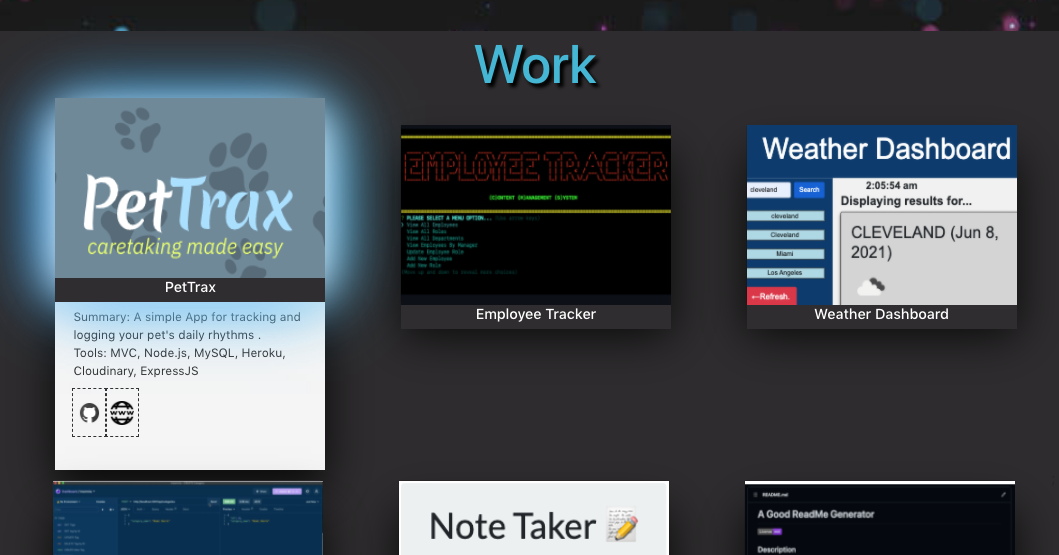 Work
PetTrax
caretaking made easy
PetTrax
Summary: A simple App for tracking and
logging your pet's daily rhythms .
Tools: MVC, Node.js, MySQL, Heroku,
Cloudinary, ExpressJS
WWW
EMPLOYEE TRACKER
PLEASE SELECT A MENU OPTION...
View All Employees
View All Roles
View All Departments
View Employees By Manager
Update Employee Role
Add New Employee
Add New Role
Employee Tracker
Weather Dashboard
cleveland
Search
cleveland
Cleveland
Miami
Los Angeles
←Refresh.
2:05:54 am
Displaying results for...
CLEVELAND (Jun 8,
2021)
Weather Dashboard
Note Taker
README.md
A Good ReadMe Generator
Description